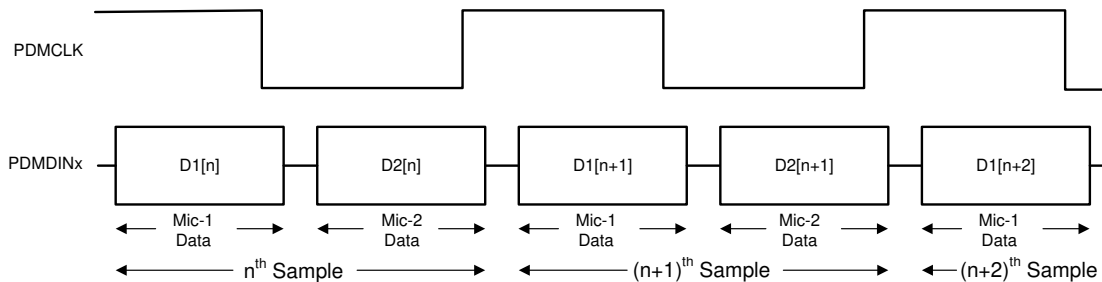 PDMCLK
PDMDINx
D1[n]
D2[n]
D1[n+1]
D2[n+1]
D1[n+2]
Mic-1
Data
Mic-2
Data
Mic-1
Data
Mic-2
Data
Mic-1
Data
nth Sample
(n+1)th Sample
(n+2)th Sample